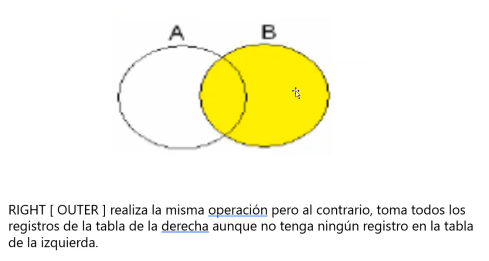 A B
RIGHT [ OUTER ] realiza la misma operación pero al contrario, toma todos los
registros de la tabla de la derecha aunque no tenga ningún registro en la tabla
de la izquierda.